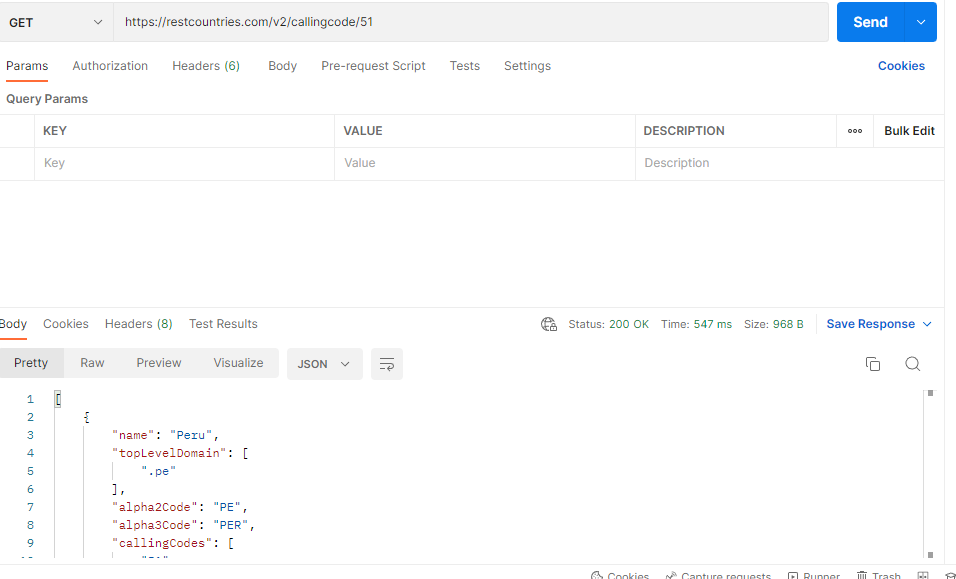 GET https://restcountries.com/v2/callingcode/51 Send
Params Authorization Headers (6) Body Pre-request Script Tests Settings Cookies
Query Params
KEY VALUE DESCRIPTION Bulk Edit
Key Value Description
Body Cookies Headers (8) Test Results Status: 200 OK Time: 547 ms Size: 968 B Save Response
Pretty Raw Preview Visualize JSON
1 [
2 {
3 "name": "Peru",
4 "topLevelDomain": [
5 ".pe"
6 ],
7 "alpha2Code": "PE",
8 "alpha3Code": "PER",
9 "callingCodes": [
Cookies Capture requests Runner Trash